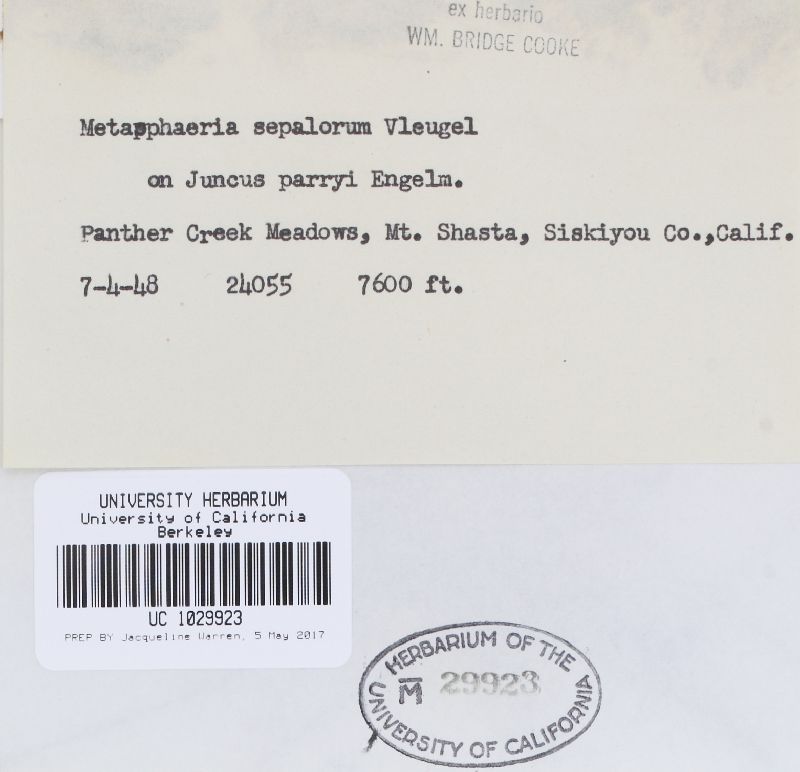 ex herbario
WM. BRIDGE COOKE
Metasphaeria sepalorum Vleugel
on Juncus parryi Engelm.
Panther Creek Meadows, Mt. Shasta, Siskiyou Co.,Calif.
7-4-48 24055 7600 ft.
UNIVERSITY HERBARIUM
University of California
Berkeley
UC 1029923
PREP BY Jacqueline Warren, 5 May 2017
HERBARIUM OF THE
M 29923
UNIVERSITY OF CALIFORNIA